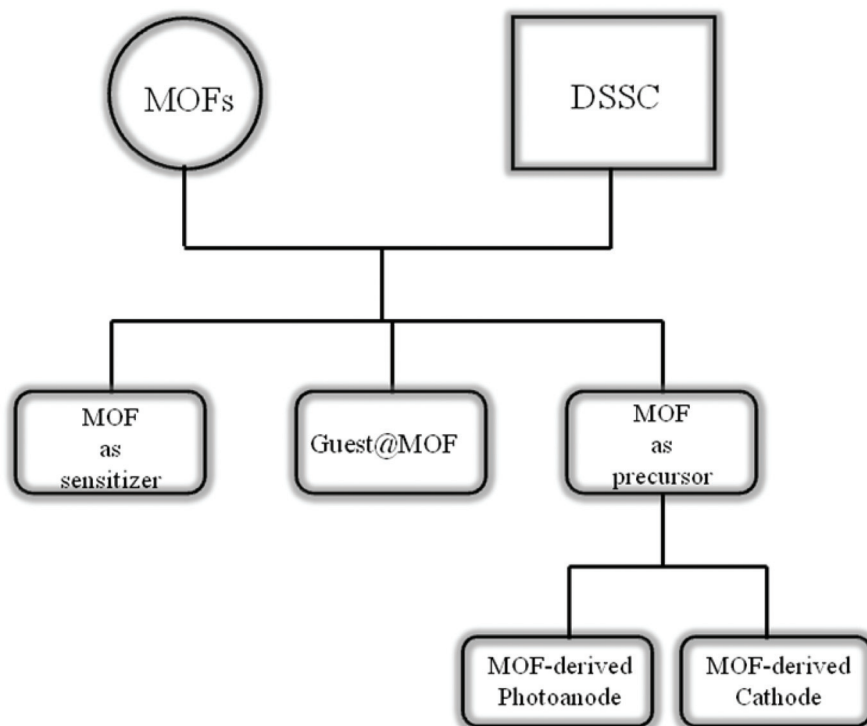 MOFs
DSSC
MOF
as
sensitizer
Guest@MOF
MOF
as
precursor
MOF-derived
Photoanode
MOF-derived
Cathode